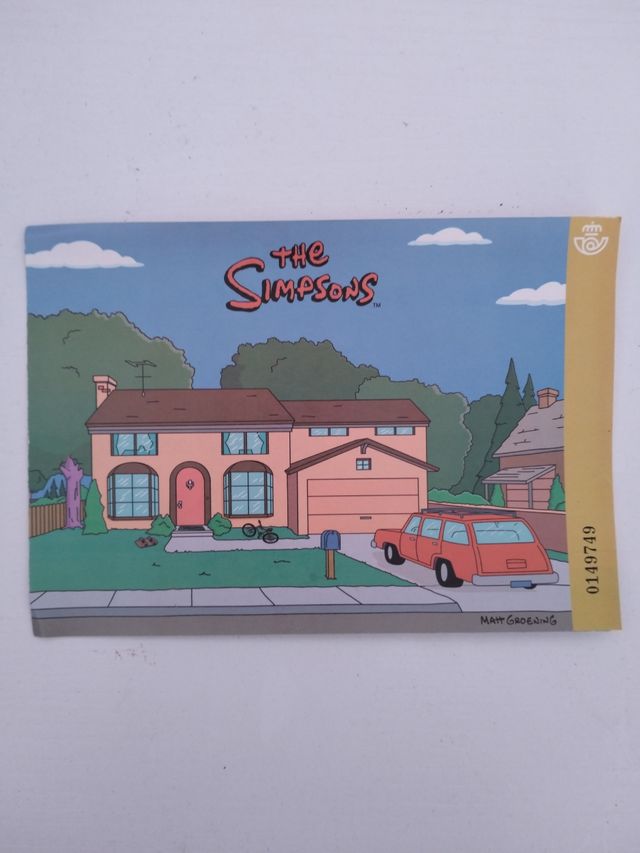 THE
SIMPSONS
TM
0149749
MATT GROENING